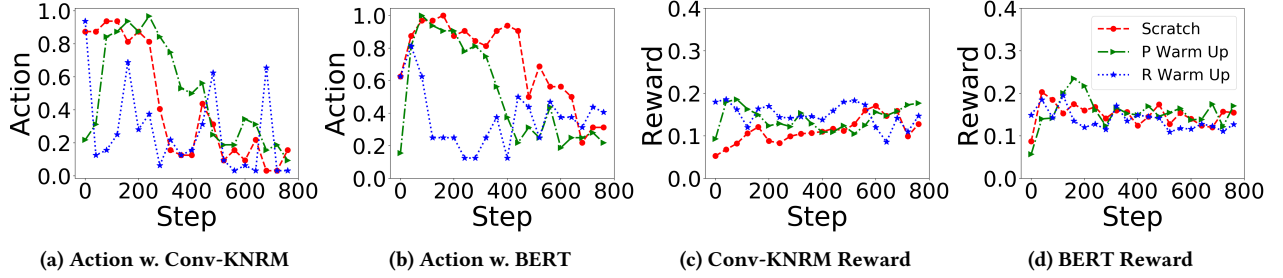 1.0
0.8
0.6
0.4
0.2
0.0
Action
0 200 400 600 800
Step
(a) Action w. Conv-KNRM
1.0
0.8
0.6
0.4
0.2
0.0
Action
0 200 400 600 800
Step
(b) Action w. BERT
0.4
0.3
0.2
0.1
0.0
Reward
0 200 400 600 800
Step
(c) Conv-KNRM Reward
0.4
0.3
0.2
0.1
0.0
Reward
Scratch
P Warm Up
R Warm Up
0 200 400 600 800
Step
(d) BERT Reward